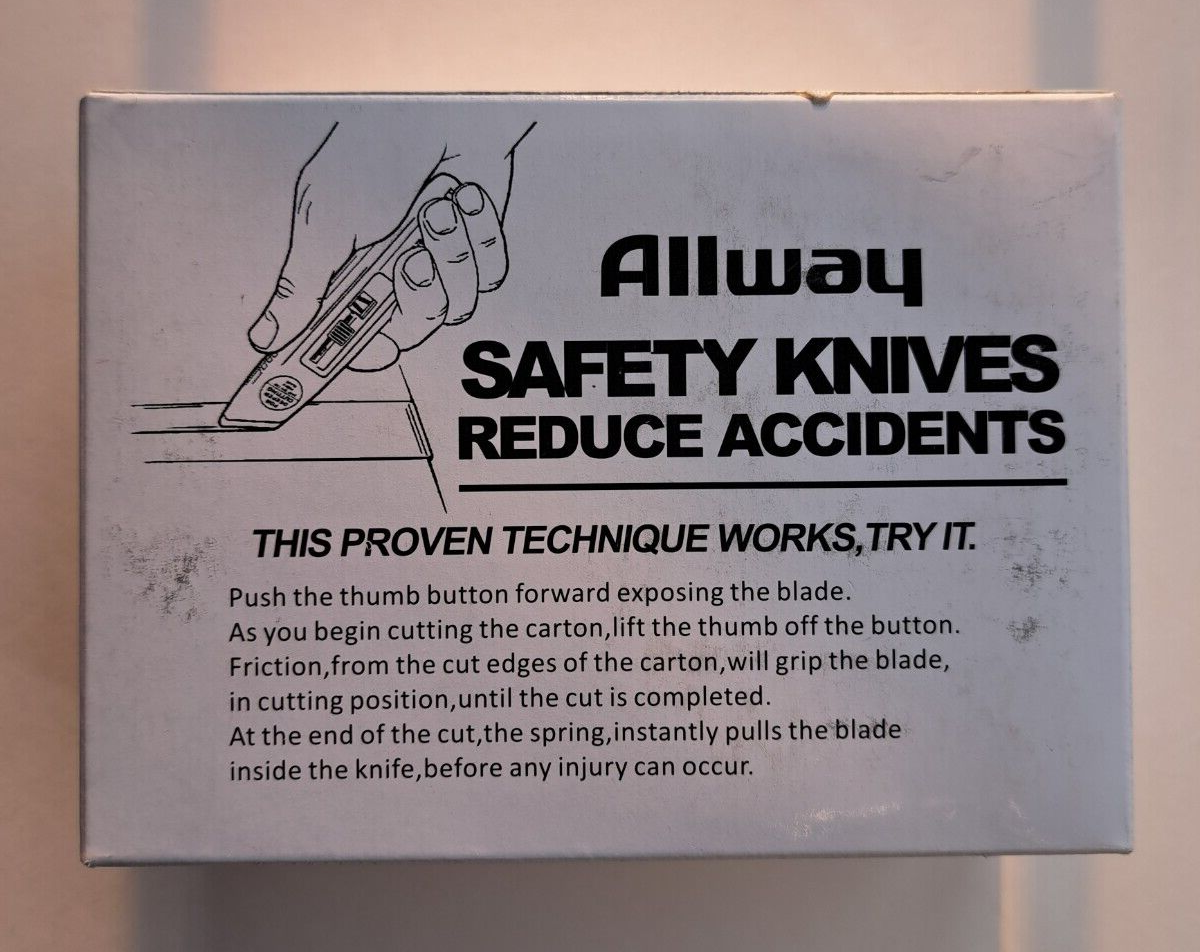 Allway
SAFETY KNIVES
REDUCE ACCIDENTS
THIS PROVEN TECHNIQUE WORKS,TRY IT.
Push the thumb button forward exposing the blade.
As you begin cutting the carton,lift the thumb off the button.
Friction,from the cut edges of the carton,will grip the blade,
in cutting position,until the cut is completed.
At the end of the cut,the spring,instantly pulls the blade
inside the knife,before any injury can occur.